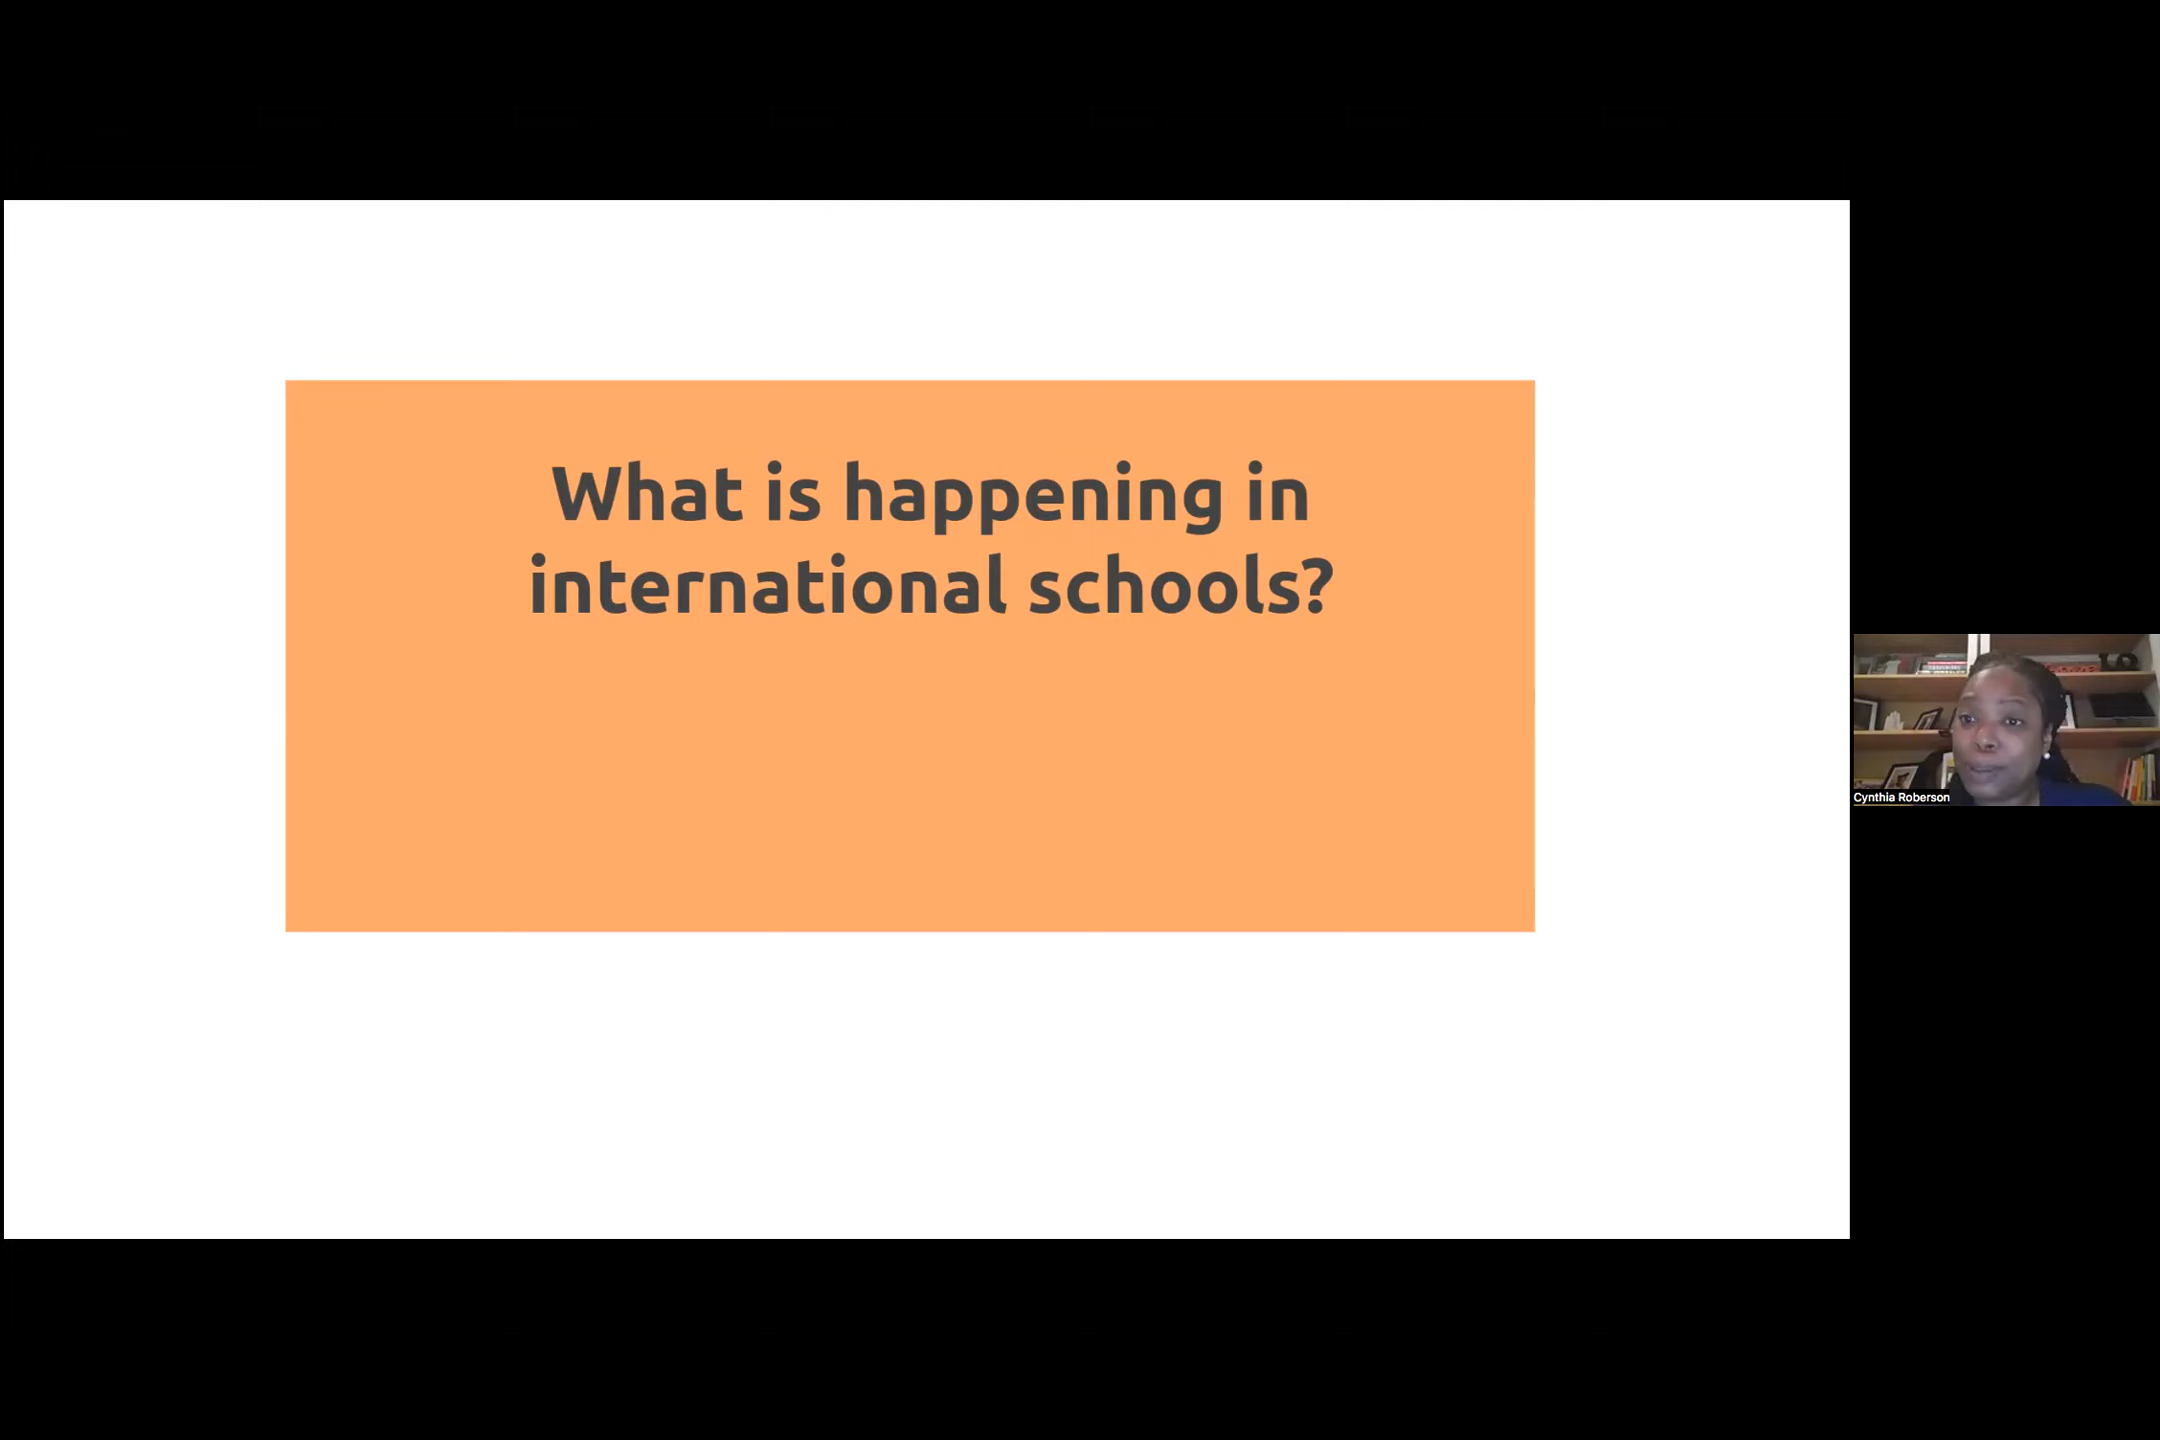 What is happening in
international schools?
Cynthia Roberson